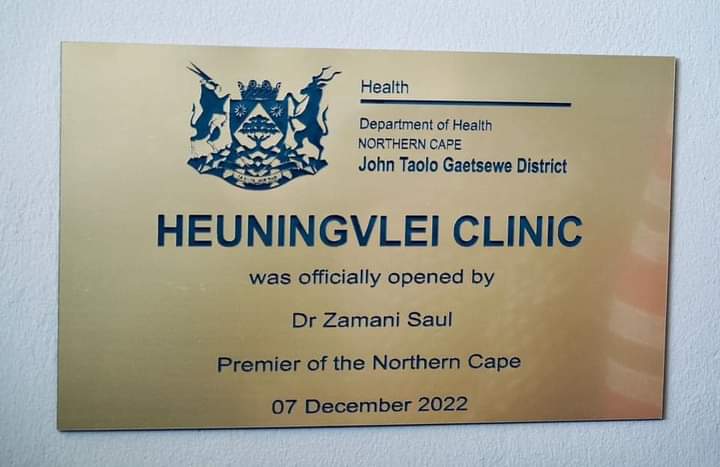 Health
Department of Health
NORTHERN CAPE
John Taolo Gaetsewe District
HEUNINGVLEI CLINIC
was officially opened by
Dr Zamani Saul
Premier of the Northern Cape
07 December 2022